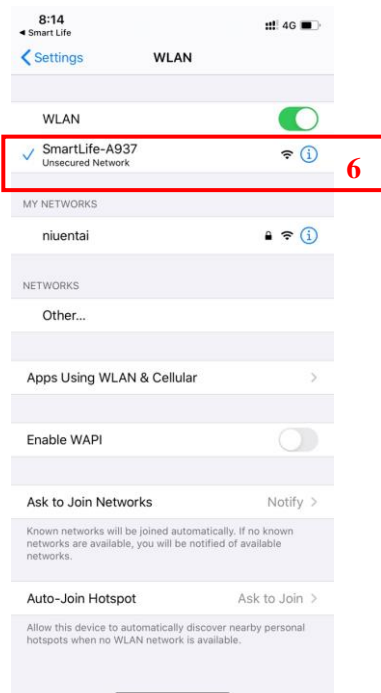 8:14
4G
◀ Smart Life
Settings
WLAN
WLAN
SmartLife-A937
Unsecured Network
6
MY NETWORKS
niuentai
NETWORKS
Other...
Apps Using WLAN & Cellular
Enable WAPI
Ask to Join Networks
Notify
Known networks will be joined automatically. If no known
networks are available, you will be notified of available
networks.
Auto-Join Hotspot
Ask to Join
Allow this device to automatically discover nearby personal
hotspots when no WLAN network is available.